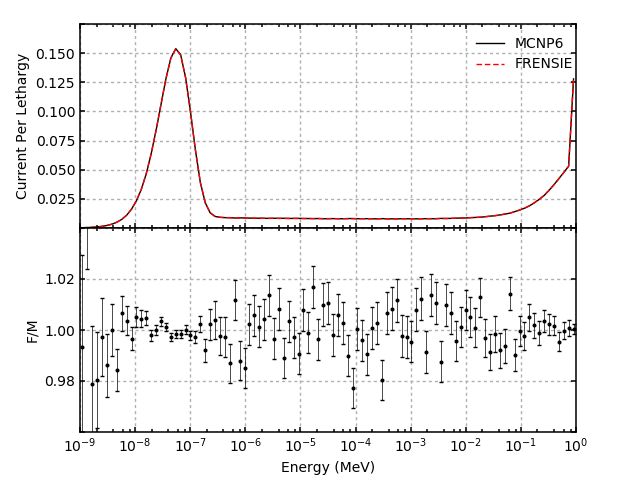 Current Per Lethargy
0.150
0.125
0.100
0.075
0.050
0.025
MCNP6
FRENSIE
F/M
1.02
1.00
0.98
10⁻⁹ 10⁻⁸ 10⁻⁷ 10⁻⁶ 10⁻⁵ 10⁻⁴ 10⁻³ 10⁻² 10⁻¹ 10⁰
Energy (MeV)